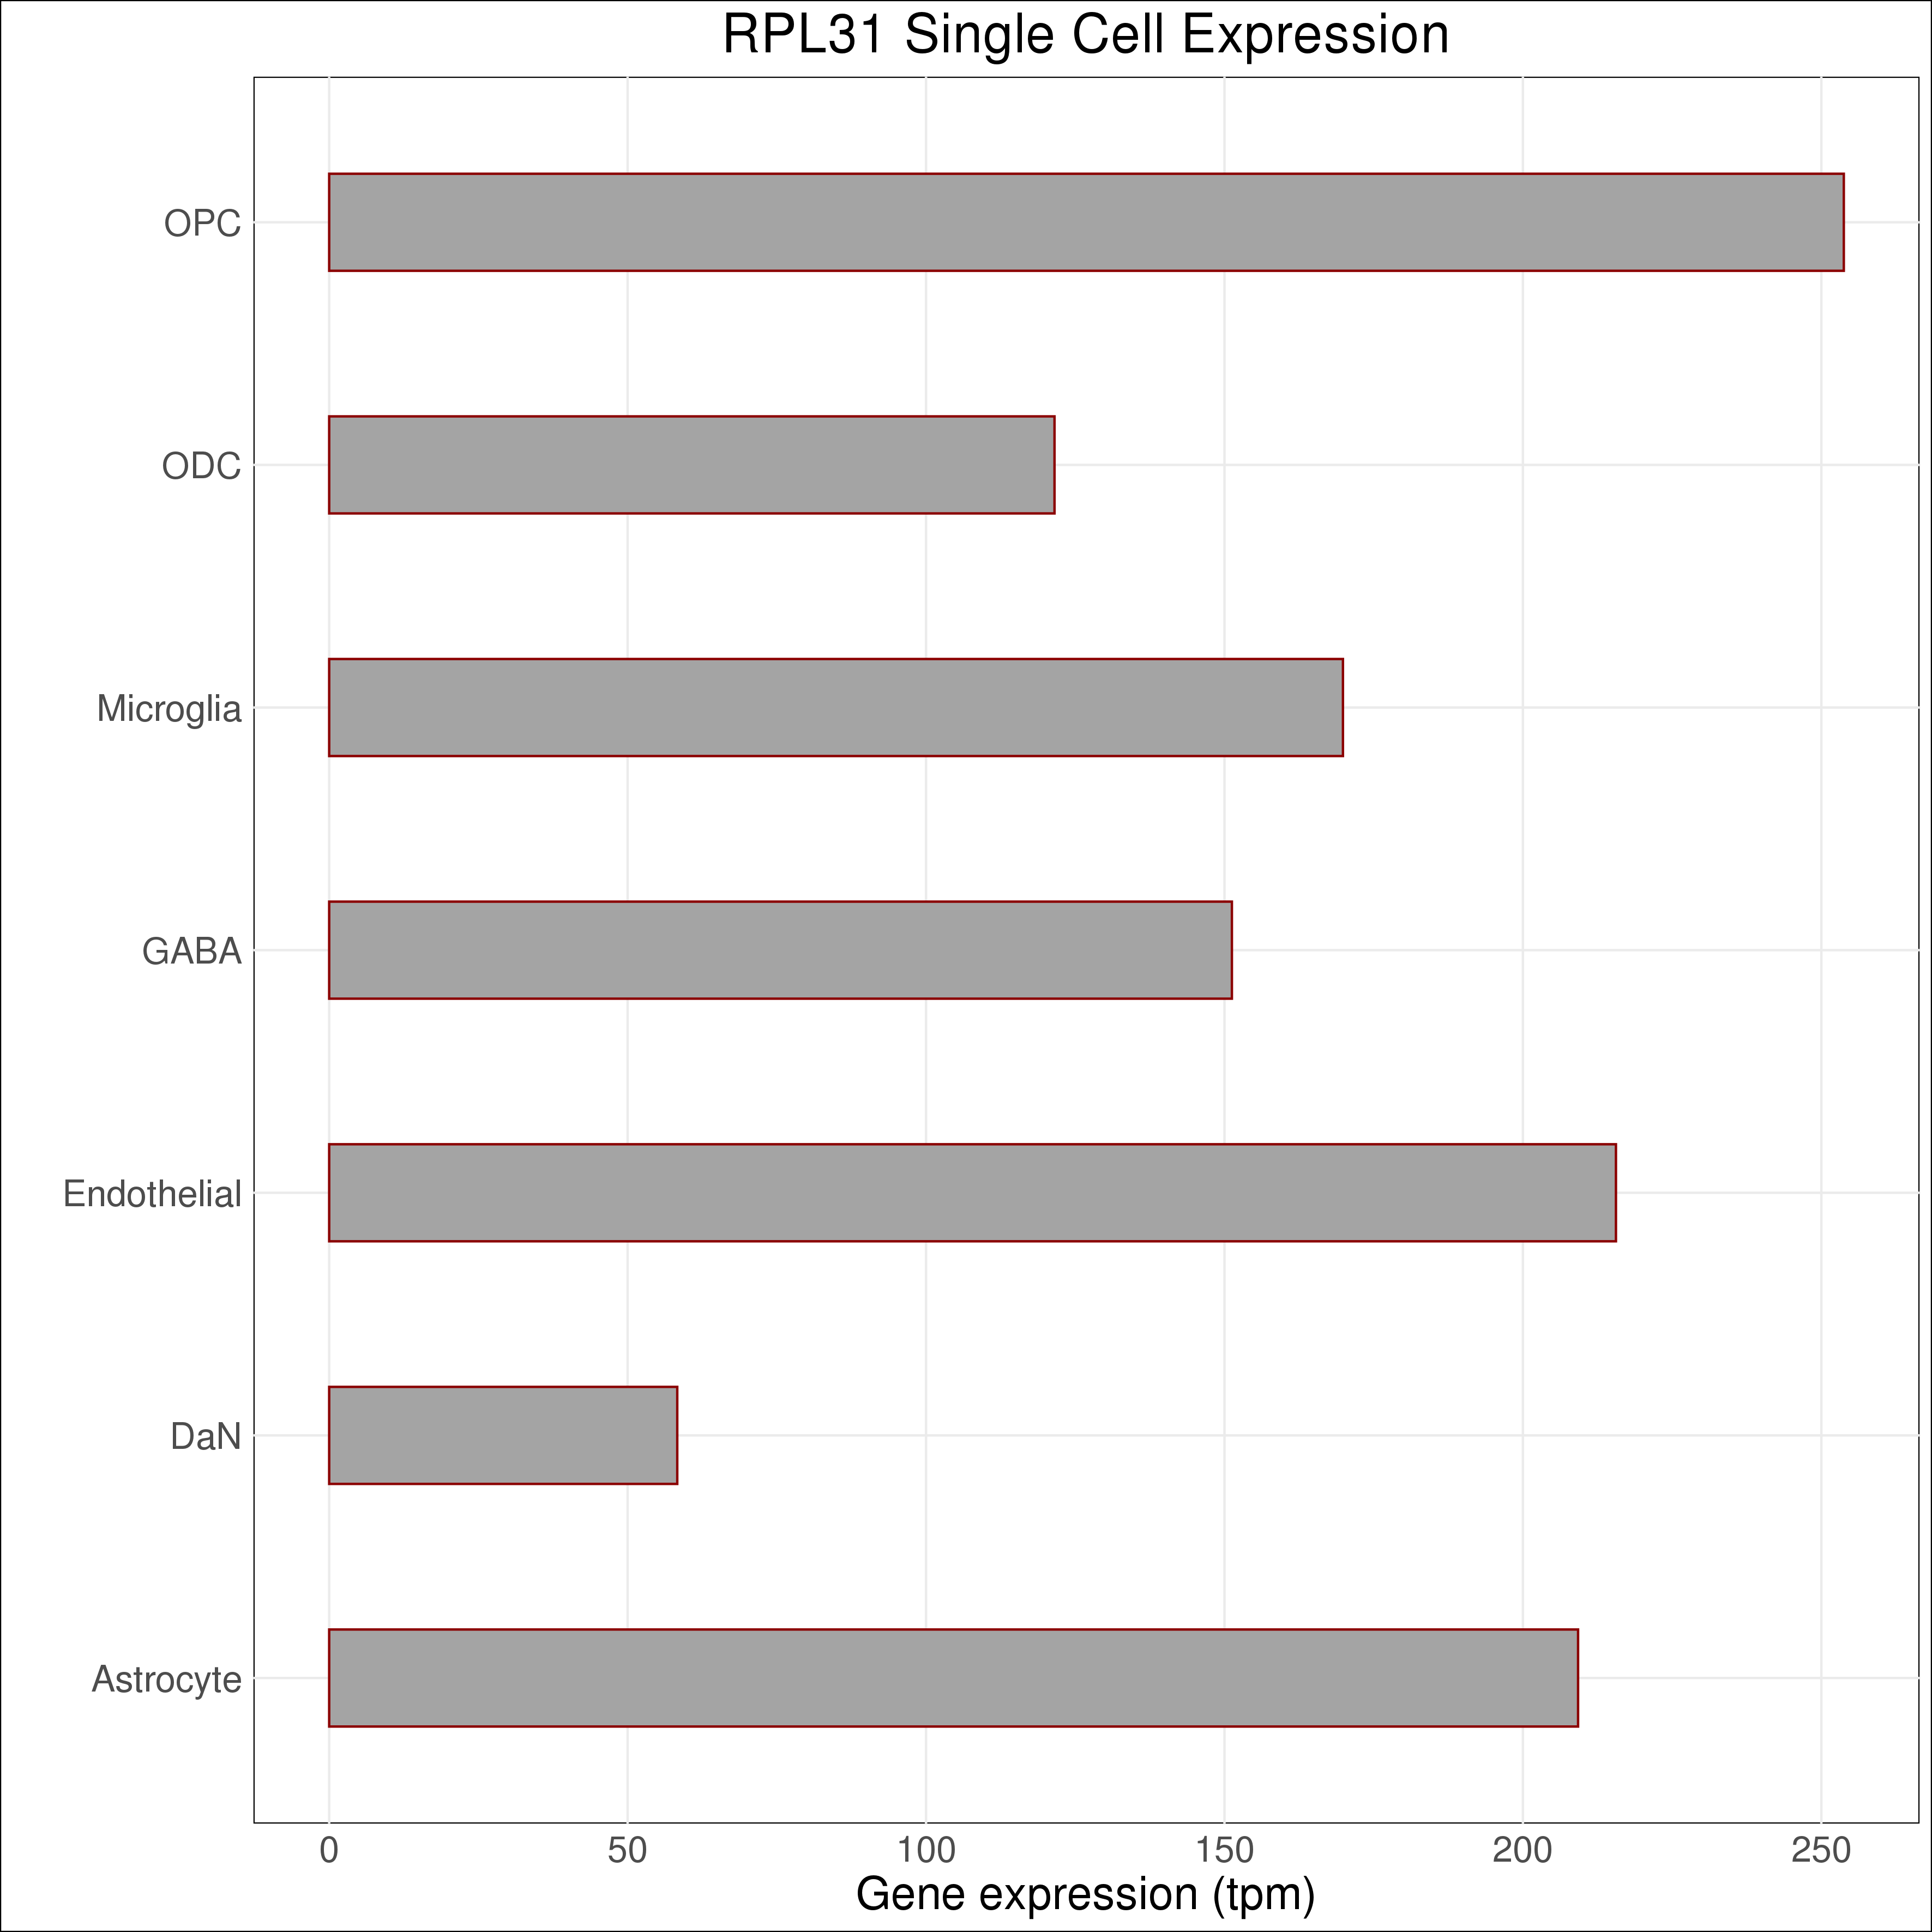 RPL31 Single Cell Expression
OPC
ODC
Microglia
GABA
Endothelial
DaN
Astrocyte
0 50 100 150 200 250
Gene expression (tpm)